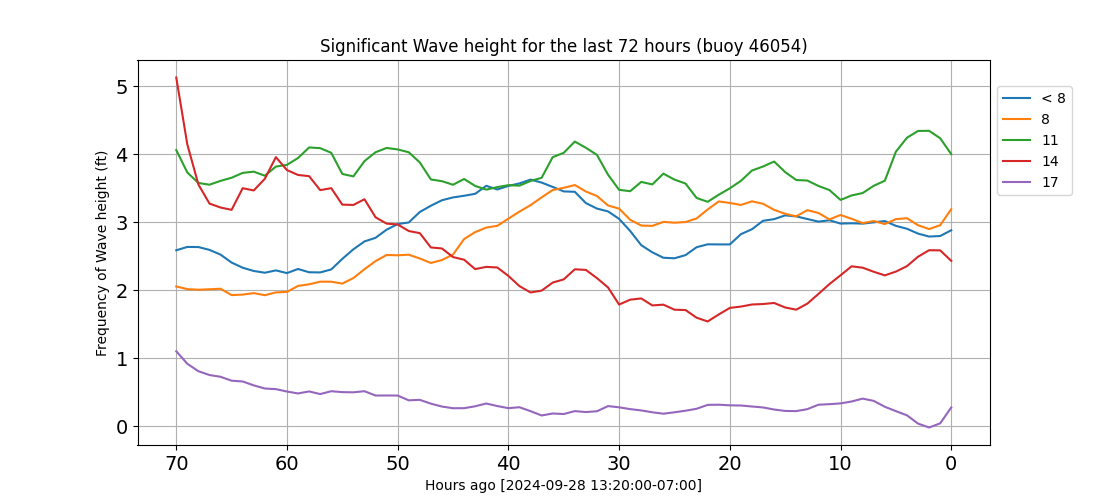 Significant Wave height for the last 72 hours (buoy 46054)
Frequency of Wave height (ft)
5
4
3
2
1
0
70 60 50 40 30 20 10 0
Hours ago [2024-09-28 13:20:00-07:00]
< 8
8
11
14
17